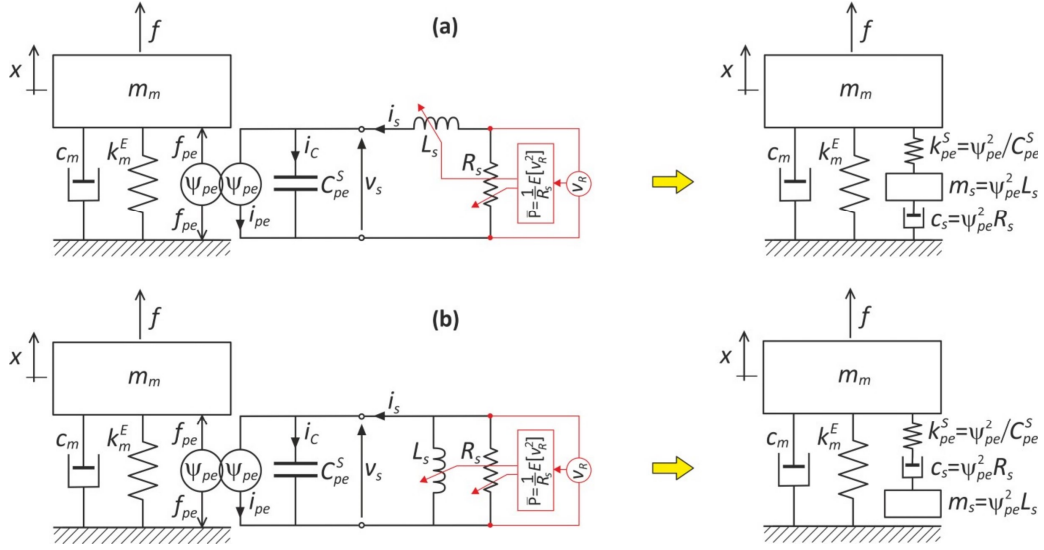 f
(a)
f
x
x
m_m
m_m
i_s
c_m
k_m^E
f_pe
i_C
L_s
R_s
P̄=1/R_s E[v_R^2]
v_R
c_m
k_m^E
k_pe^S=ψ_pe^2/C_pe^S
ψ_pe
ψ_pe
C_pe^S
v_s
m_s=ψ_pe^2 L_s
f_pe
i_pe
c_s=ψ_pe^2 R_s
f
(b)
f
x
x
m_m
m_m
i_s
c_m
k_m^E
f_pe
i_C
L_s
R_s
P̄=1/R_s E[v_R^2]
v_R
c_m
k_m^E
k_pe^S=ψ_pe^2/C_pe^S
ψ_pe
ψ_pe
C_pe^S
v_s
c_s=ψ_pe^2 R_s
f_pe
i_pe
m_s=ψ_pe^2 L_s